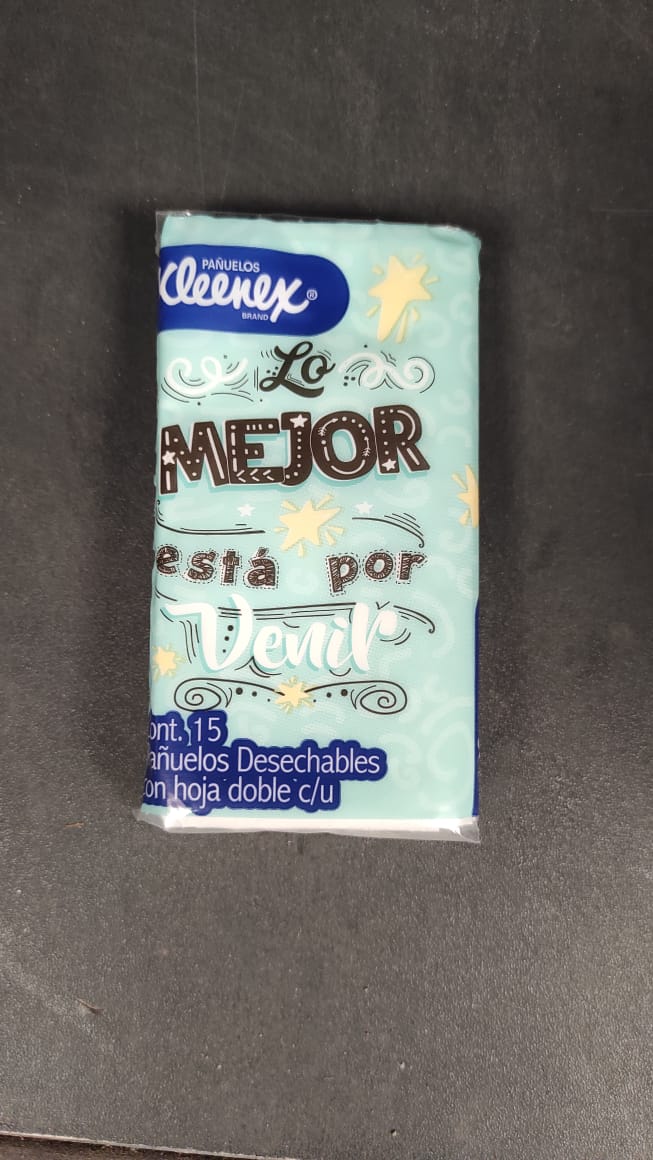 PAÑUELOS
Kleenex®
BRAND
Lo
MEJOR
está por
Venir
ont. 15
añuelos Desechables
on hoja doble c/u